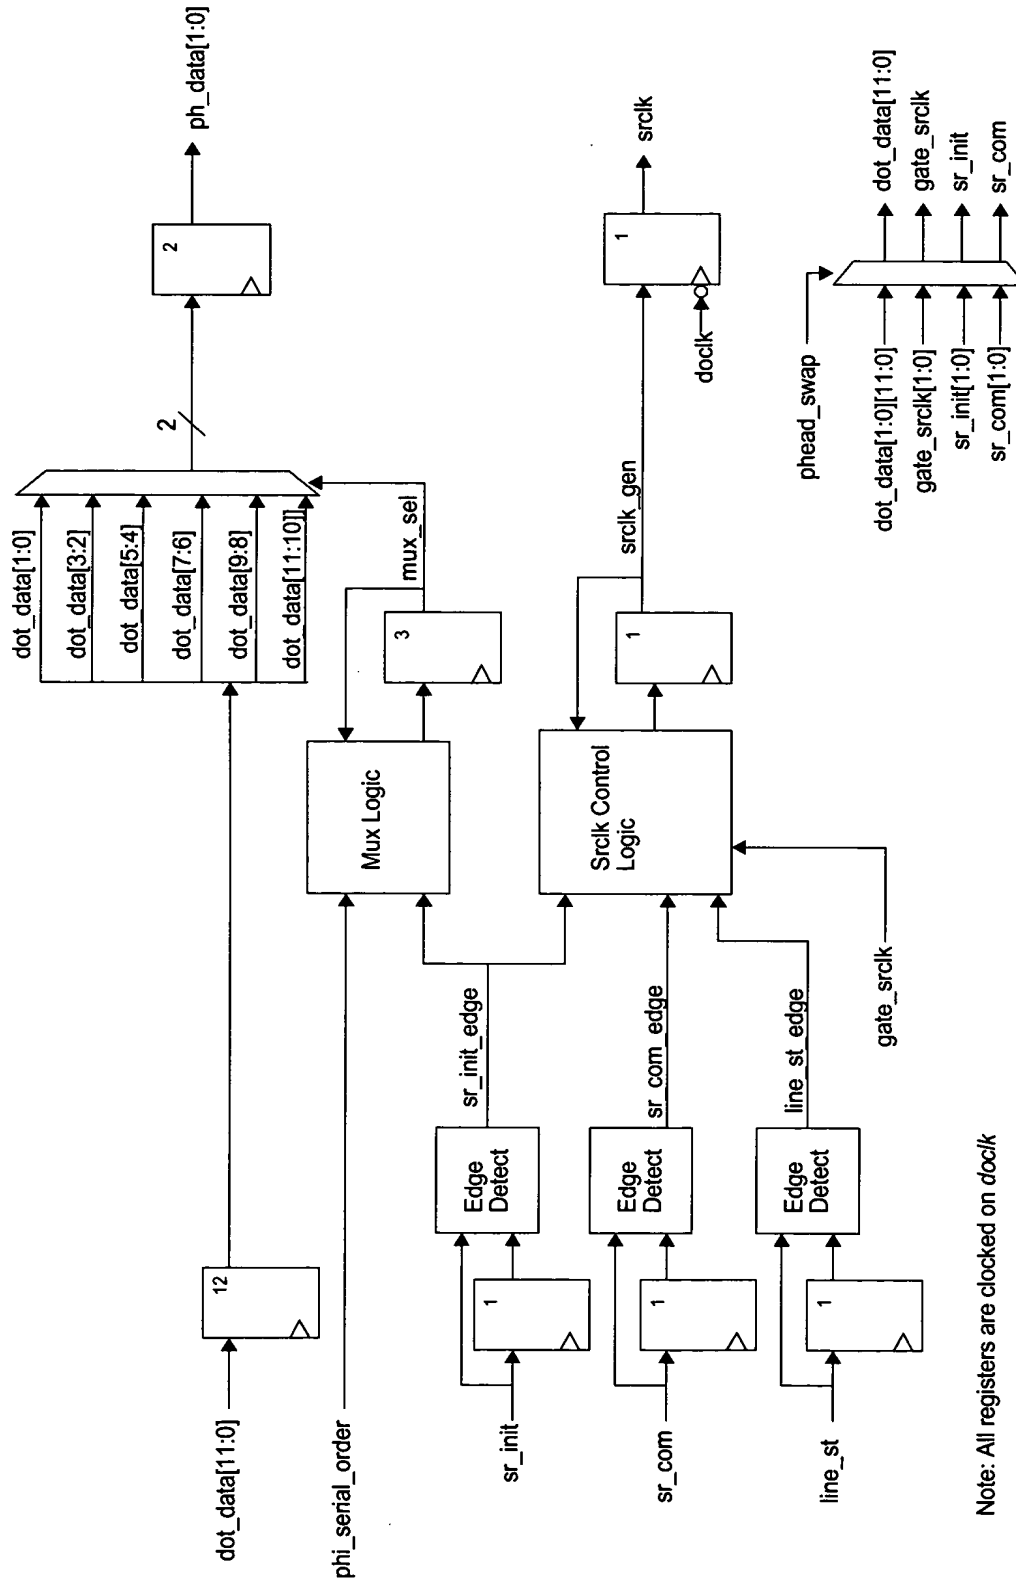 dot_data[11:0]
12
dot_data[1:0]
dot_data[3:2]
dot_data[5:4]
dot_data[7:6]
dot_data[9:8]
dot_data[11:10]]
2
2
ph_data[1:0]
phi_serial_order
Mux Logic
3
mux_sel
sr_init
1
Edge
Detect
sr_init_edge
sr_com
1
Edge
Detect
sr_com_edge
line_st
1
Edge
Detect
line_st_edge
gate_srclk
Srclk Control
Logic
1
srclk_gen
doclk
1
srclk
phead_swap
dot_data[1:0][11:0]
gate_srclk[1:0]
sr_init[1:0]
sr_com[1:0]
dot_data[11:0]
gate_srclk
sr_init
sr_com
Note: All registers are clocked on doclk